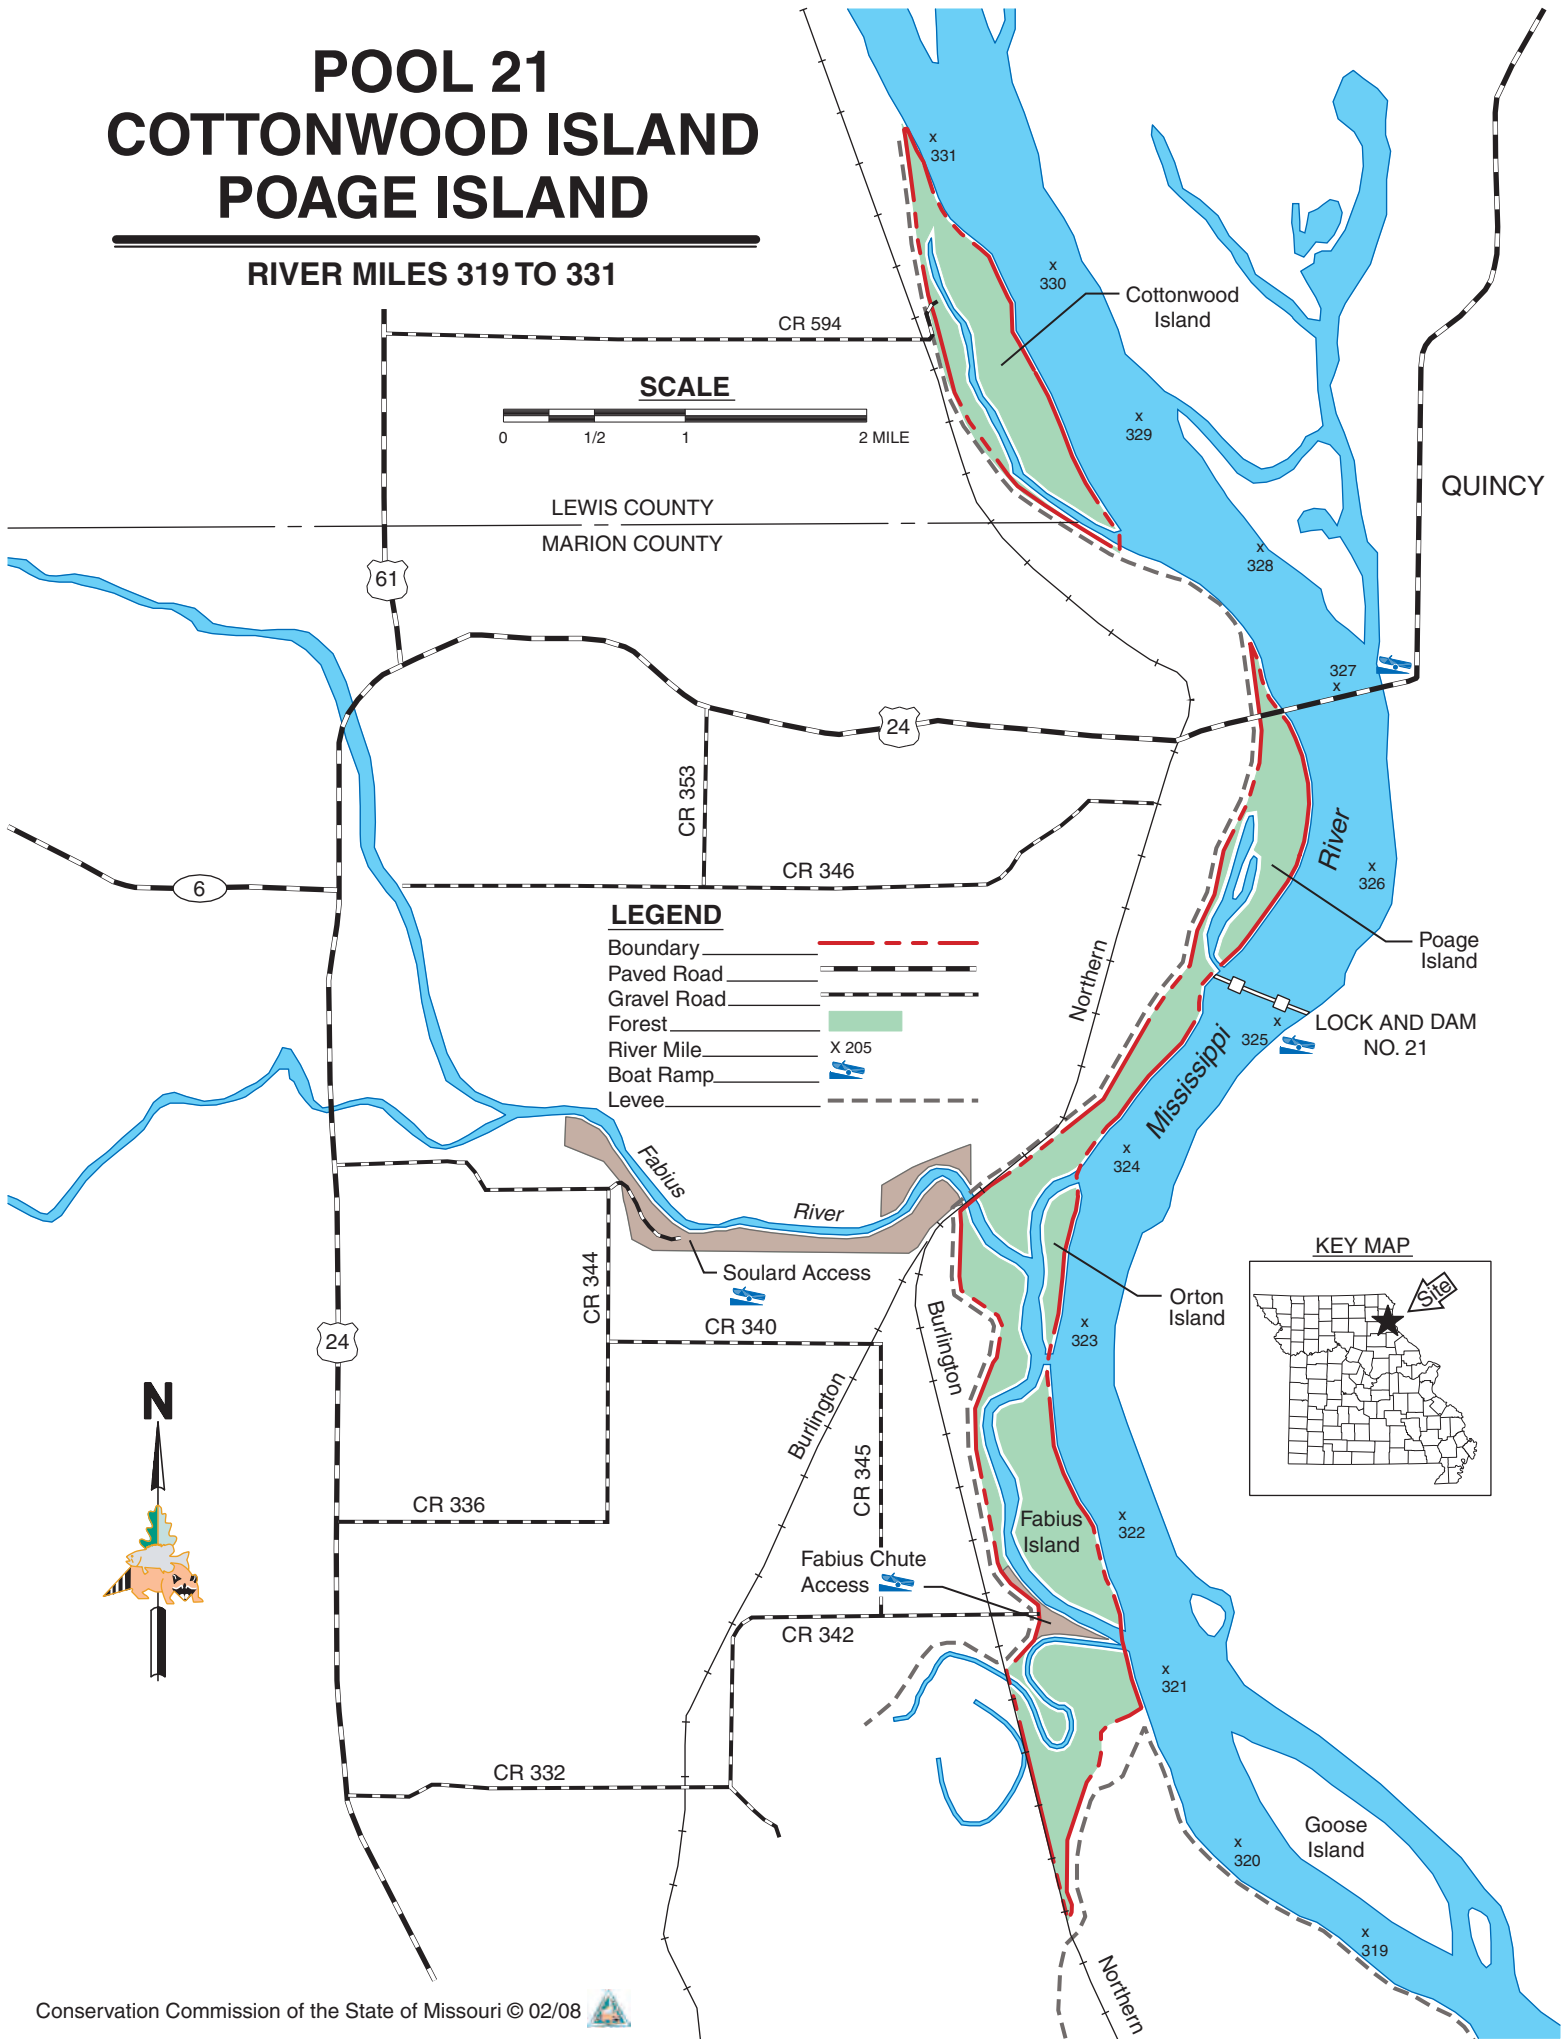 POOL 21
COTTONWOOD ISLAND
POAGE ISLAND
RIVER MILES 319 TO 331
331
330
Cottonwood
Island
CR 594
SCALE
0 1/2 1 2 MILE
329
QUINCY
LEWIS COUNTY
MARION COUNTY
328
61
327
24
CR 353
River
6
CR 346
326
LEGEND
Boundary
Paved Road
Gravel Road
Forest
River Mile X 205
Boat Ramp
Levee
Northern
Poage
Island
325
LOCK AND DAM
NO. 21
Mississippi
324
Fabius
River
Soulard Access
CR 344
Orton
Island
KEY MAP
Site
24
CR 340
323
Burlington
Burlington
N
CR 345
CR 336
322
Fabius
Island
Fabius Chute
Access
CR 342
321
CR 332
Goose
Island
320
319
Northern
Conservation Commission of the State of Missouri © 02/08